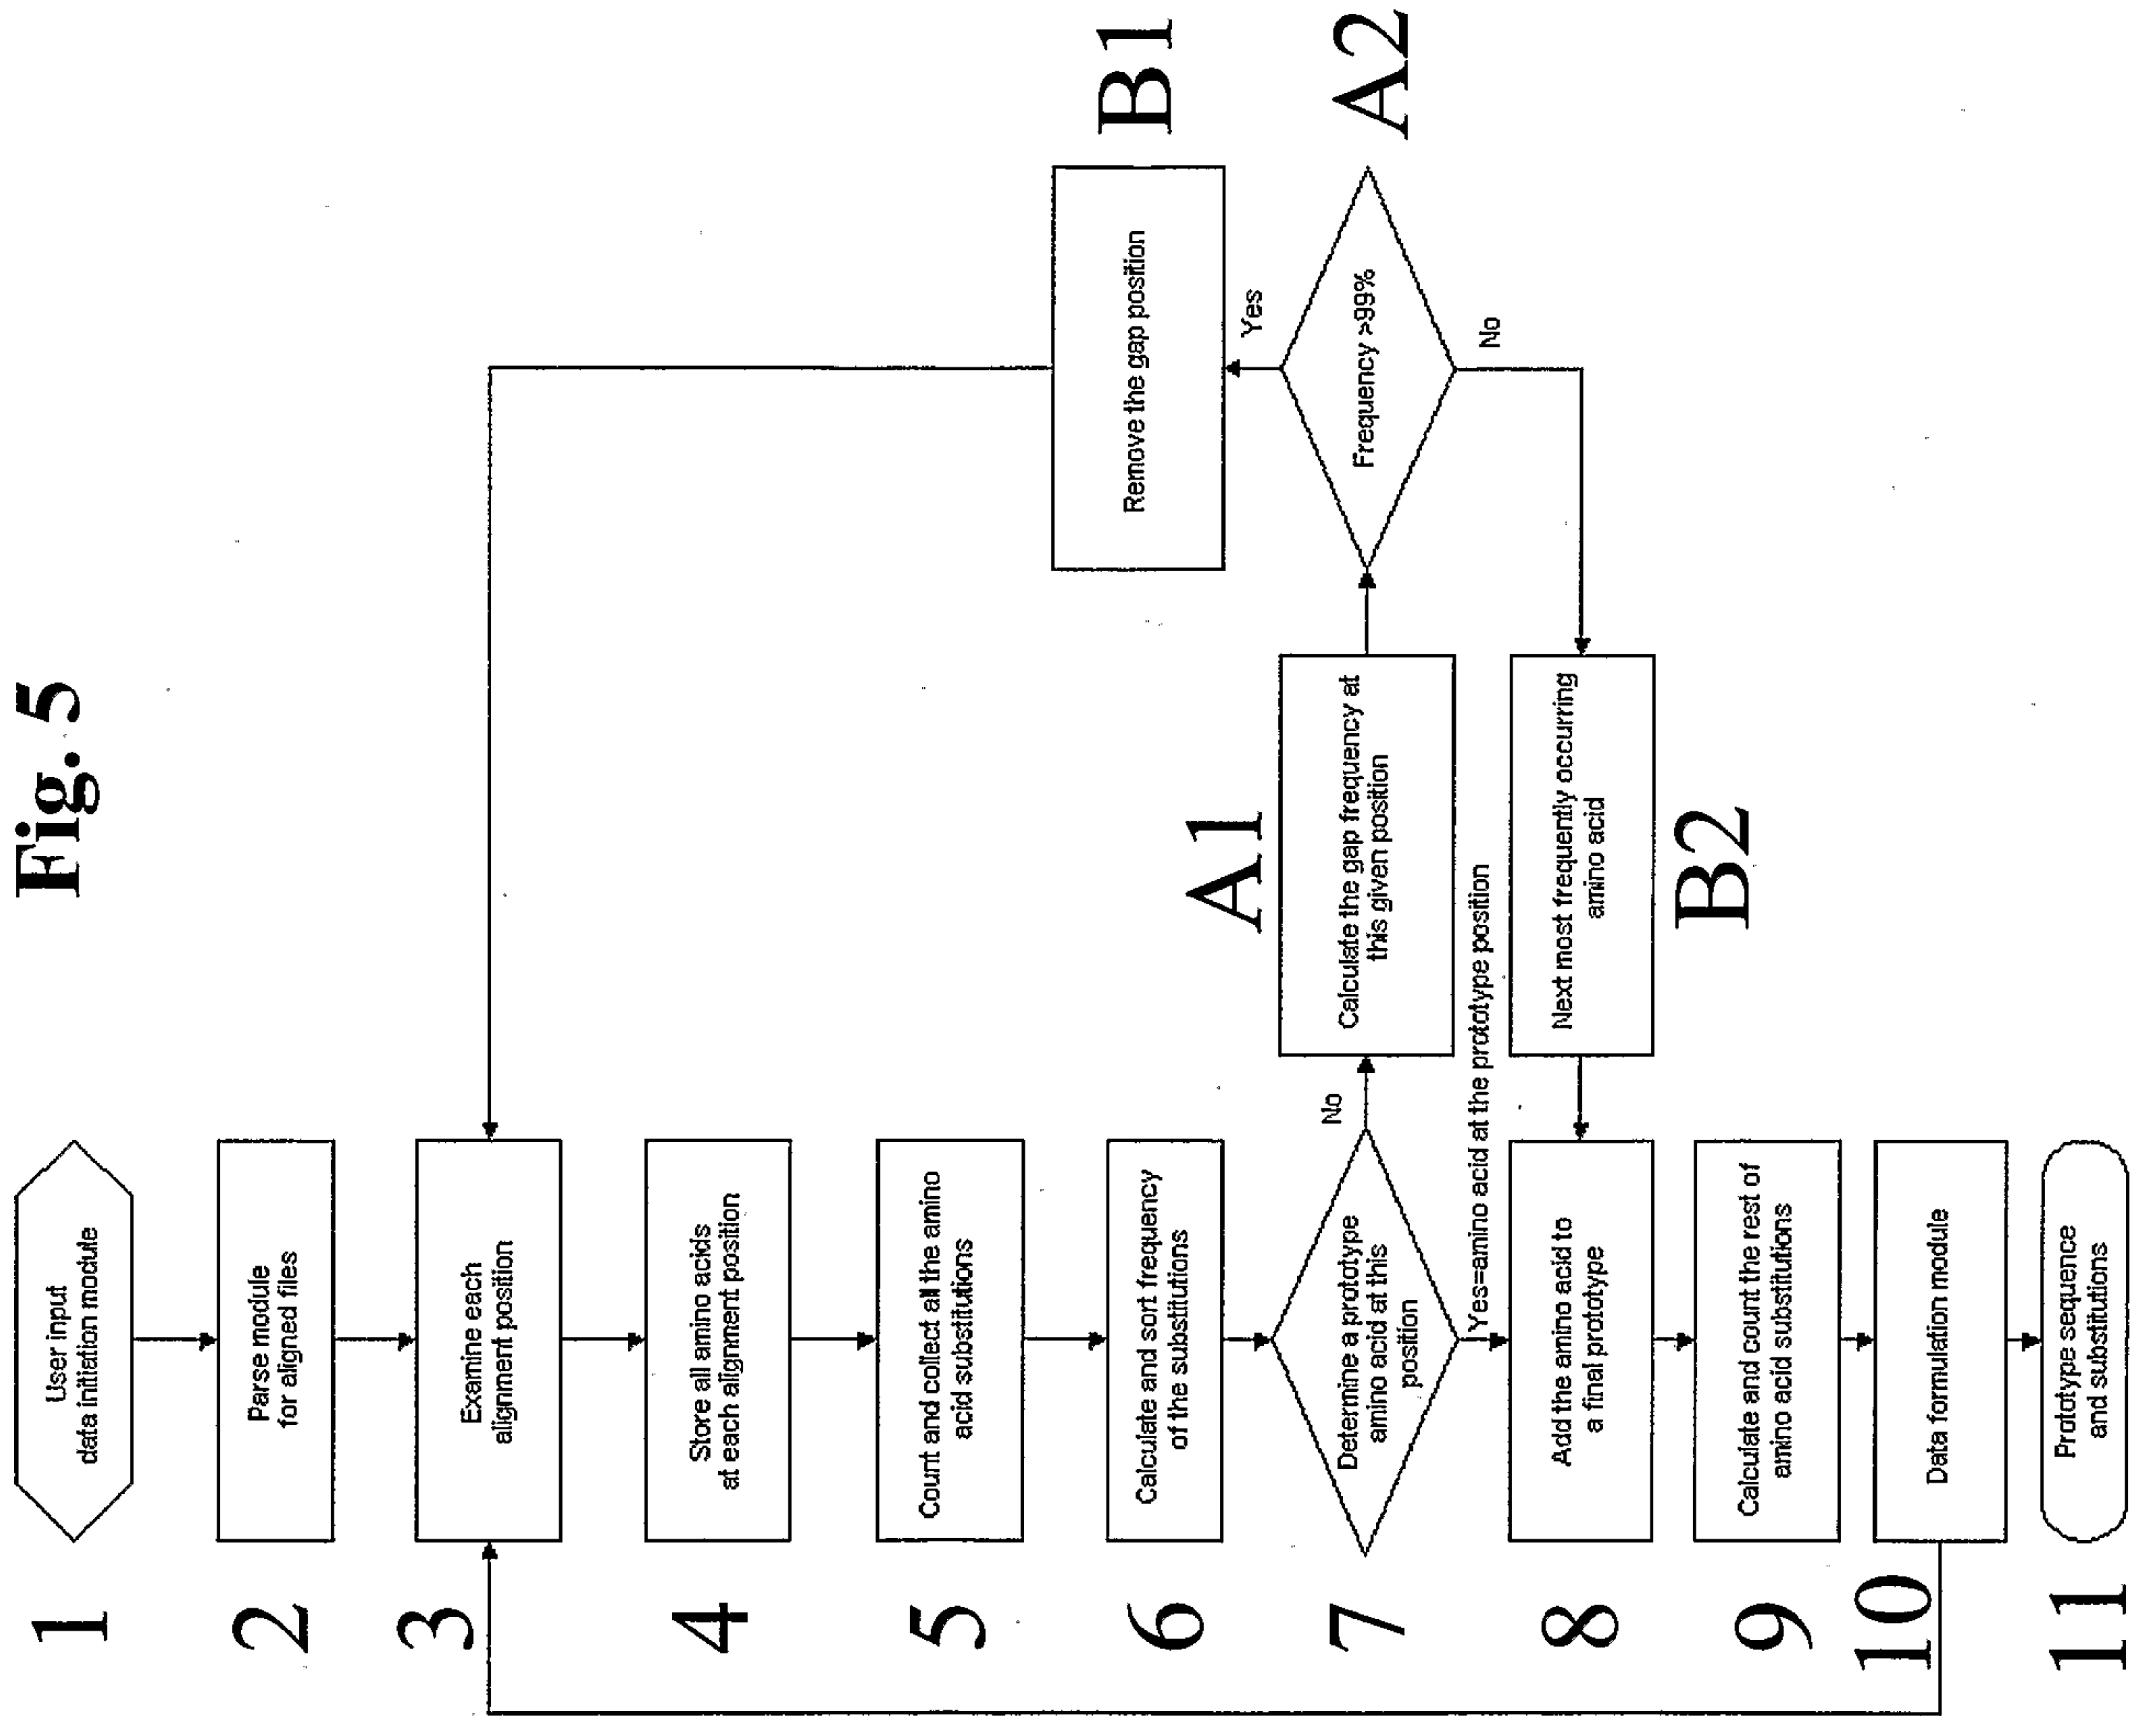 Fig. 5
1
User input
data initiation module
2
Parse module
for aligned files
3
Examine each
alignment position
4
Store all amino acids
at each alignment position
5
Count and collect all the amino
acid substitutions
6
Calculate and sort frequency
of the substitutions
7
Determine a prototype
amino acid at this
position
No
A1
Calculate the gap frequency at
this given position
Frequency >99%
A2
Yes
Remove the gap position
B1
No
Next most frequently occurring
amino acid
B2
Yes=amino acid at the prototype position
8
Add the amino acid to
a final prototype
9
Calculate and count the rest of
amino acid substitutions
10
Data formulation module
11
Prototype sequence
and substitutions